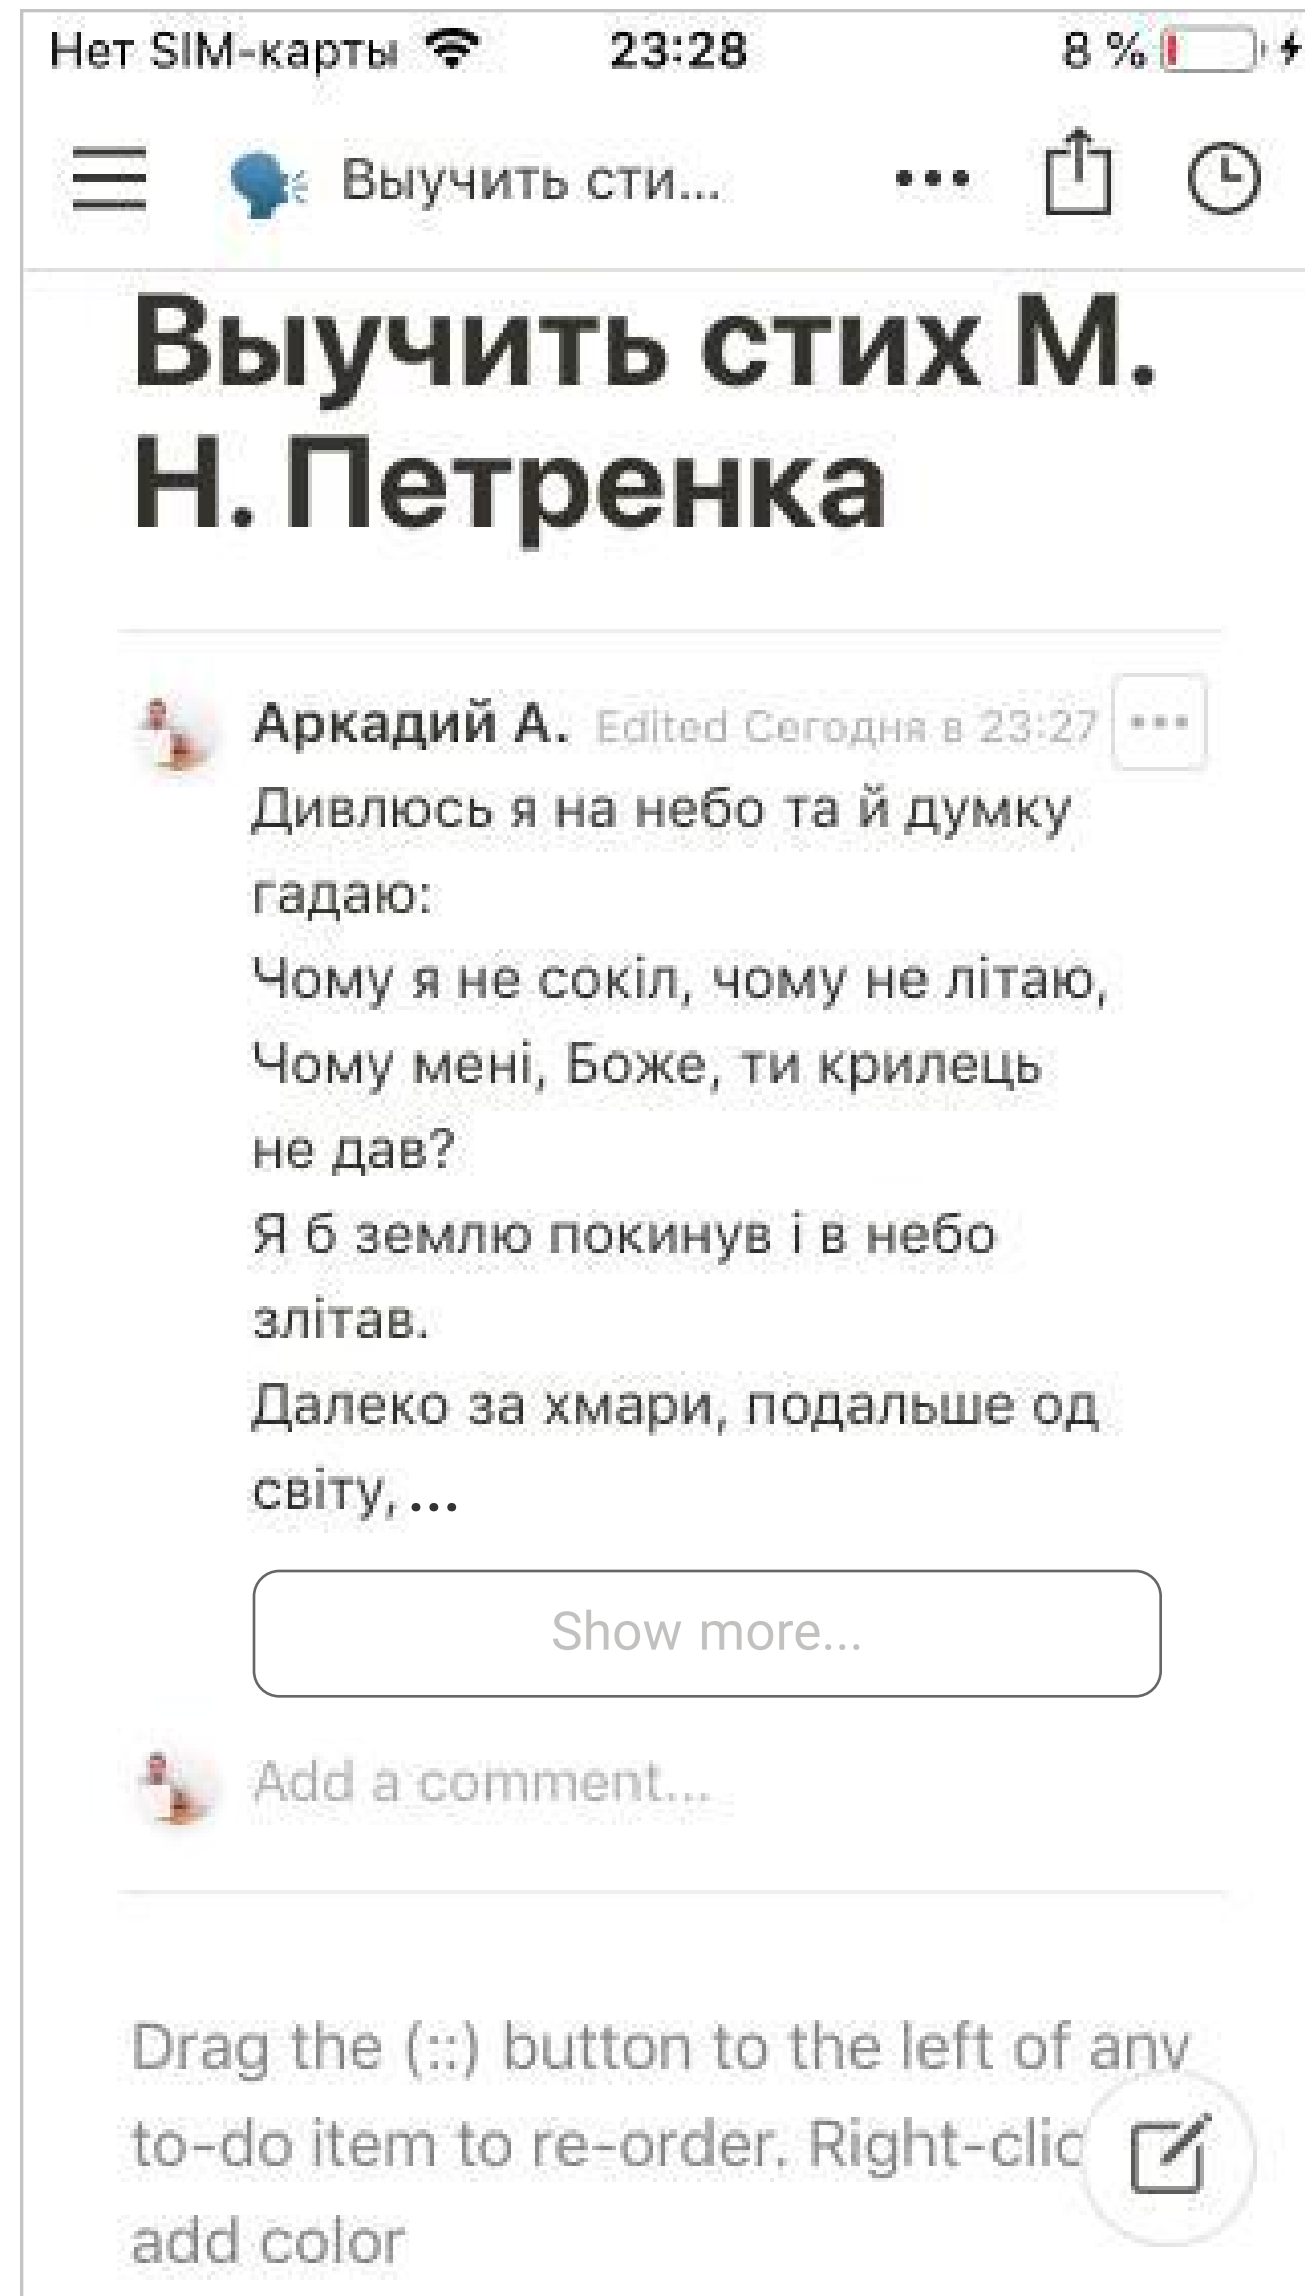 Нет SIM-карты 23:28 8 %
Выучить сти...
Выучить стих М.
Н. Петренка
Аркадий А. Edited Сегодня в 23:27
Дивлюсь я на небо та й думку
гадаю:
Чому я не сокіл, чому не літаю,
Чому мені, Боже, ти крилець
не дав?
Я б землю покинув і в небо
злітав.
Далеко за хмари, подальше од
світу, ...
Show more...
Add a comment...
Drag the (::) button to the left of any
to-do item to re-order. Right-clic
add color